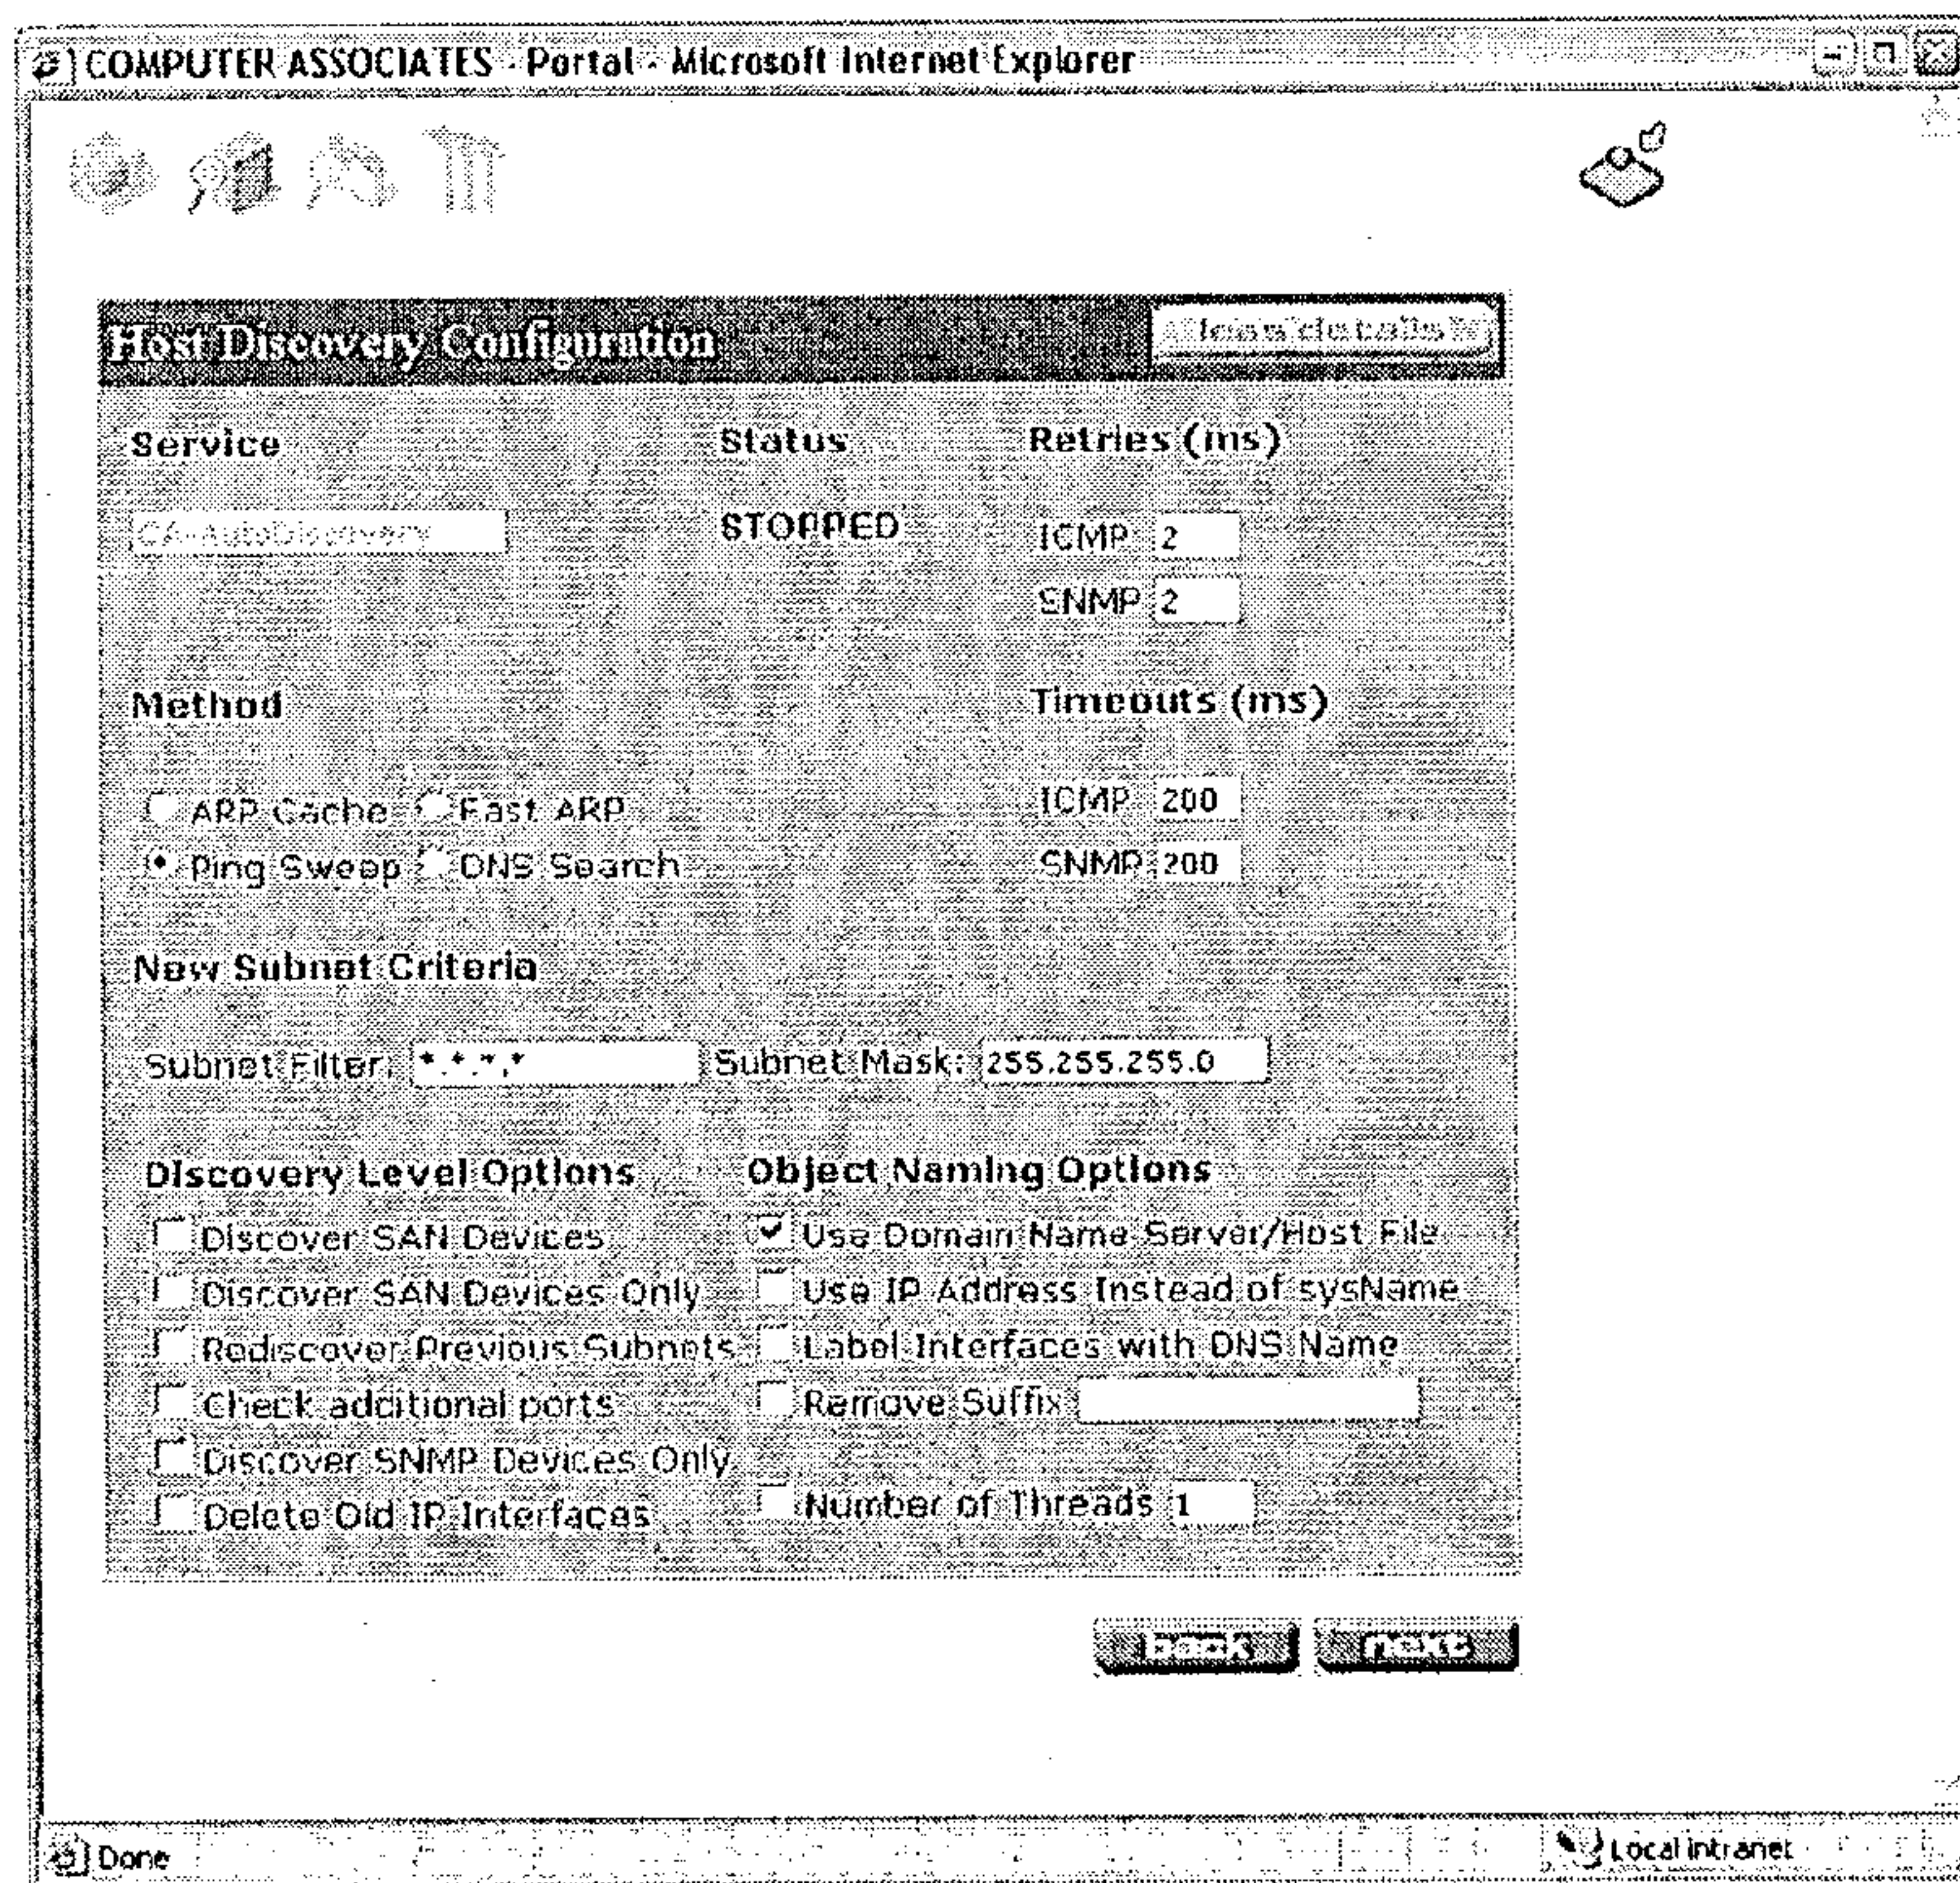 COMPUTER ASSOCIATES - Portal - Microsoft Internet Explorer
Host Discovery Configuration
Service Status Retries (ms)
CA-AutoDiscovery STOPPED ICMP 2
SNMP 2
Method Timeouts (ms)
ARP Cache Fast ARP ICMP 200
Ping Sweep DNS Search SNMP 200
New Subnet Criteria
Subnet Filter: *.*.*.* Subnet Mask: 255.255.255.0
Discovery Level Options Object Naming Options
Discover SAN Devices Use Domain Name Server/Host File
Discover SAN Devices Only Use IP Address Instead of sysName
Rediscover Previous Subnets Label Interfaces with DNS Name
Check additional ports Remove Suffix
Discover SNMP Devices Only
Delete Old IP Interfaces Number of Threads 1
back next
Done Local intranet